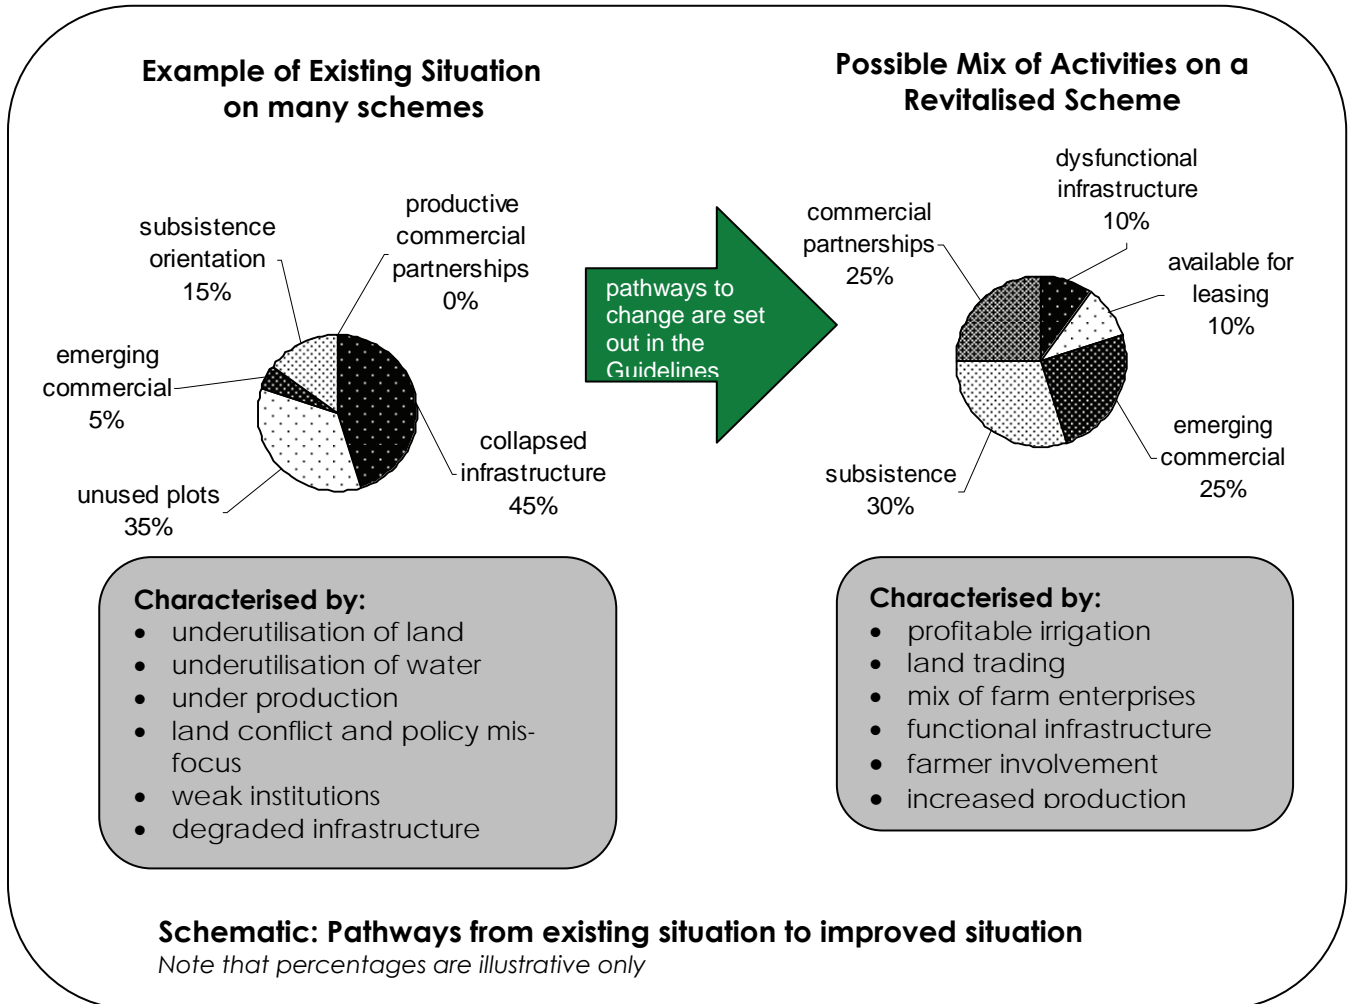 Example of Existing Situation
on many schemes
productive
commercial
partnerships
0%
subsistence
orientation
15%
emerging
commercial
5%
unused plots
35%
collapsed
infrastructure
45%
pathways to
change are set
out in the
Guidelines
Possible Mix of Activities on a
Revitalised Scheme
dysfunctional
infrastructure
10%
commercial
partnerships
25%
available for
leasing
10%
emerging
commercial
25%
subsistence
30%
Characterised by:
• underutilisation of land
• underutilisation of water
• under production
• land conflict and policy mis-
focus
• weak institutions
• degraded infrastructure
Characterised by:
• profitable irrigation
• land trading
• mix of farm enterprises
• functional infrastructure
• farmer involvement
• increased production
Schematic: Pathways from existing situation to improved situation
Note that percentages are illustrative only